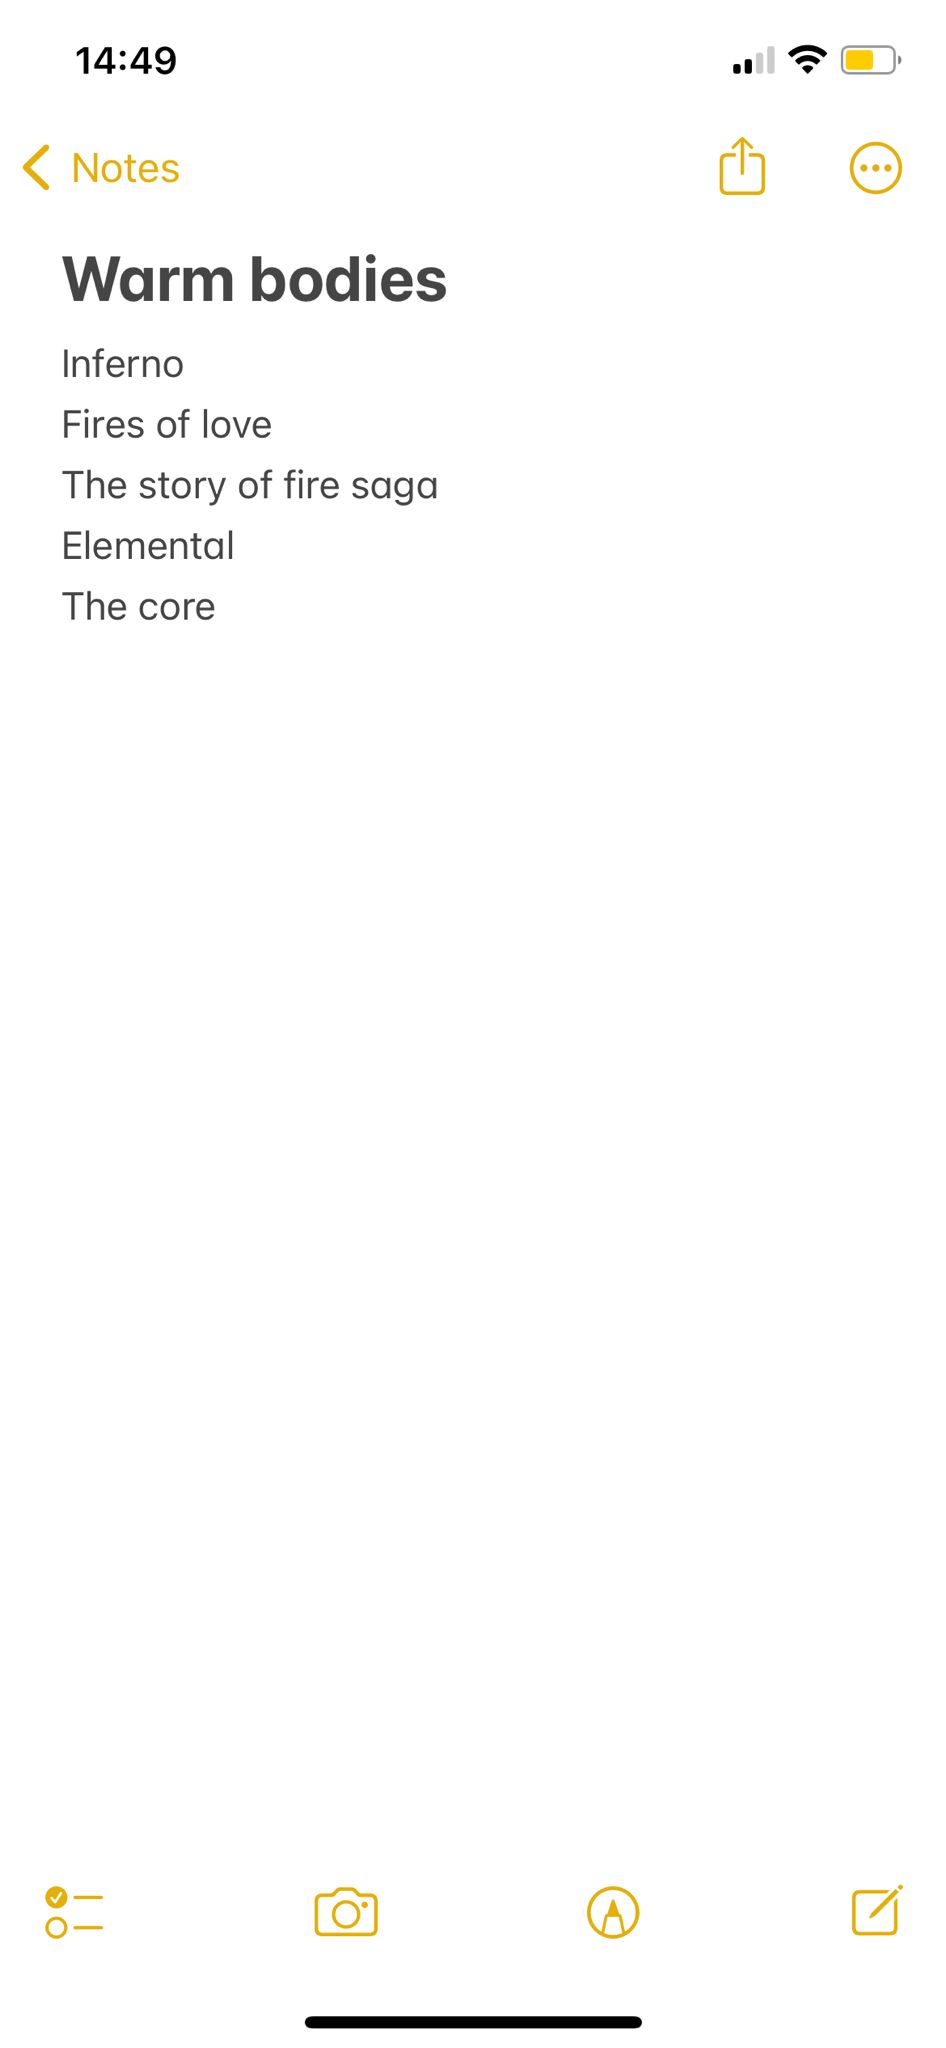 14:49
Notes
Warm bodies
Inferno
Fires of love
The story of fire saga
Elemental
The core